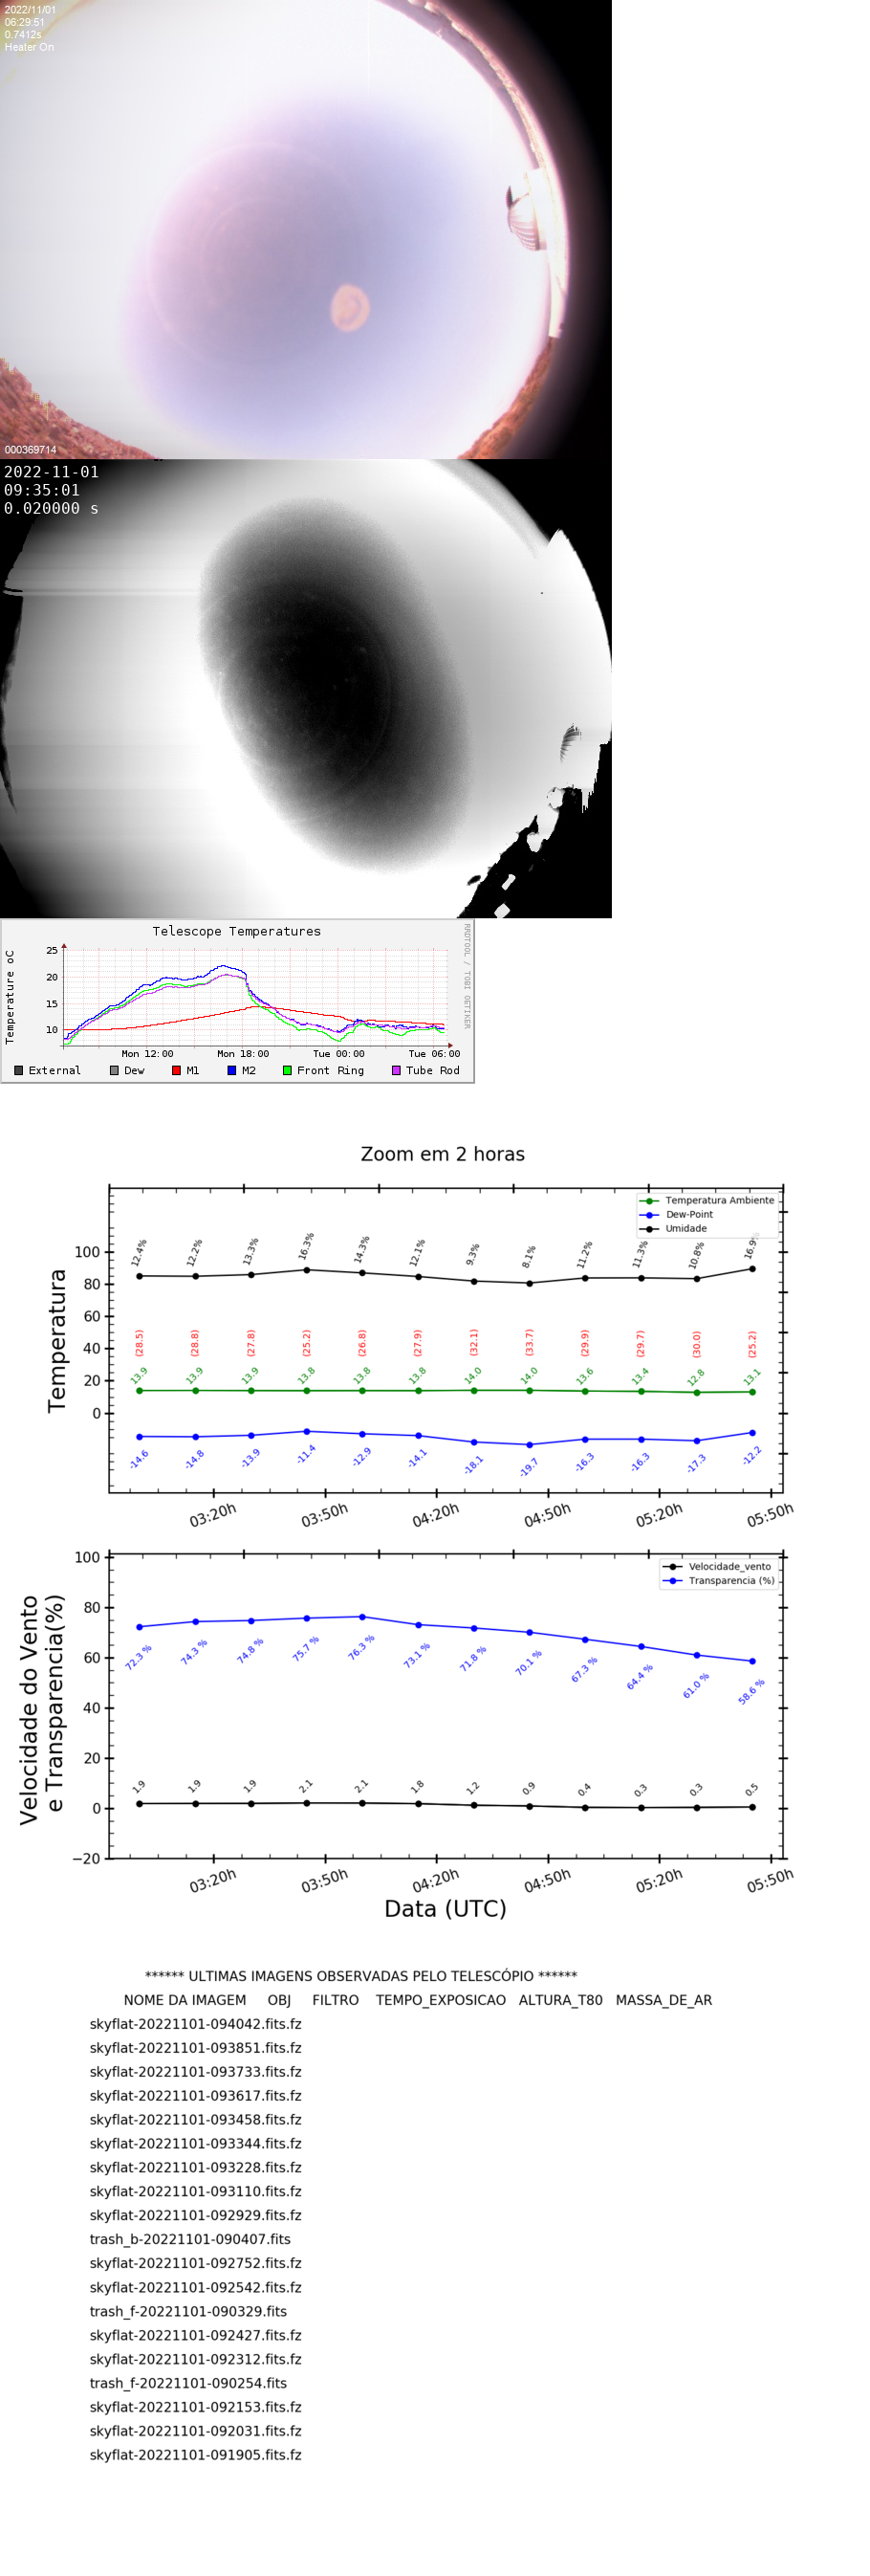 2022/11/01
06:29:51
0.7412s
Heater On
000369714
2022-11-01
09:35:01
0.020000 s
Telescope Temperatures
RRDTOOL / TOBI OETIKER
Temperature oC
25
20
15
10
Mon 12:00 Mon 18:00 Tue 00:00 Tue 06:00
External Dew M1 M2 Front Ring Tube Rod
Zoom em 2 horas
Temperatura Ambiente
Dew-Point
Umidade
Temperatura
100
80
60
40
20
0
12.4% 12.2% 13.3% 16.3% 14.3% 12.1% 9.3% 8.1% 11.2% 11.3% 10.8% 16.9%
(28.5) (28.8) (27.8) (25.2) (26.8) (27.9) (32.1) (33.7) (29.9) (29.7) (30.0) (25.2)
13.9 13.9 13.9 13.8 13.8 13.8 14.0 14.0 13.6 13.4 12.8 13.1
-14.6 -14.8 -13.9 -11.4 -12.9 -14.1 -18.1 -19.7 -16.3 -16.3 -17.3 -12.2
03:20h 03:50h 04:20h 04:50h 05:20h 05:50h
Velocidade_vento
Transparencia (%)
Velocidade do Vento
e Transparencia(%)
100
80
60
40
20
0
−20
72.3 % 74.3 % 74.8 % 75.7 % 76.3 % 73.1 % 71.8 % 70.1 % 67.3 % 64.4 % 61.0 % 58.6 %
1.9 1.9 1.9 2.1 2.1 1.8 1.2 0.9 0.4 0.3 0.3 0.5
03:20h 03:50h 04:20h 04:50h 05:20h 05:50h
Data (UTC)
****** ULTIMAS IMAGENS OBSERVADAS PELO TELESCÓPIO ******
NOME DA IMAGEM OBJ FILTRO TEMPO_EXPOSICAO ALTURA_T80 MASSA_DE_AR
skyflat-20221101-094042.fits.fz
skyflat-20221101-093851.fits.fz
skyflat-20221101-093733.fits.fz
skyflat-20221101-093617.fits.fz
skyflat-20221101-093458.fits.fz
skyflat-20221101-093344.fits.fz
skyflat-20221101-093228.fits.fz
skyflat-20221101-093110.fits.fz
skyflat-20221101-092929.fits.fz
trash_b-20221101-090407.fits
skyflat-20221101-092752.fits.fz
skyflat-20221101-092542.fits.fz
trash_f-20221101-090329.fits
skyflat-20221101-092427.fits.fz
skyflat-20221101-092312.fits.fz
trash_f-20221101-090254.fits
skyflat-20221101-092153.fits.fz
skyflat-20221101-092031.fits.fz
skyflat-20221101-091905.fits.fz